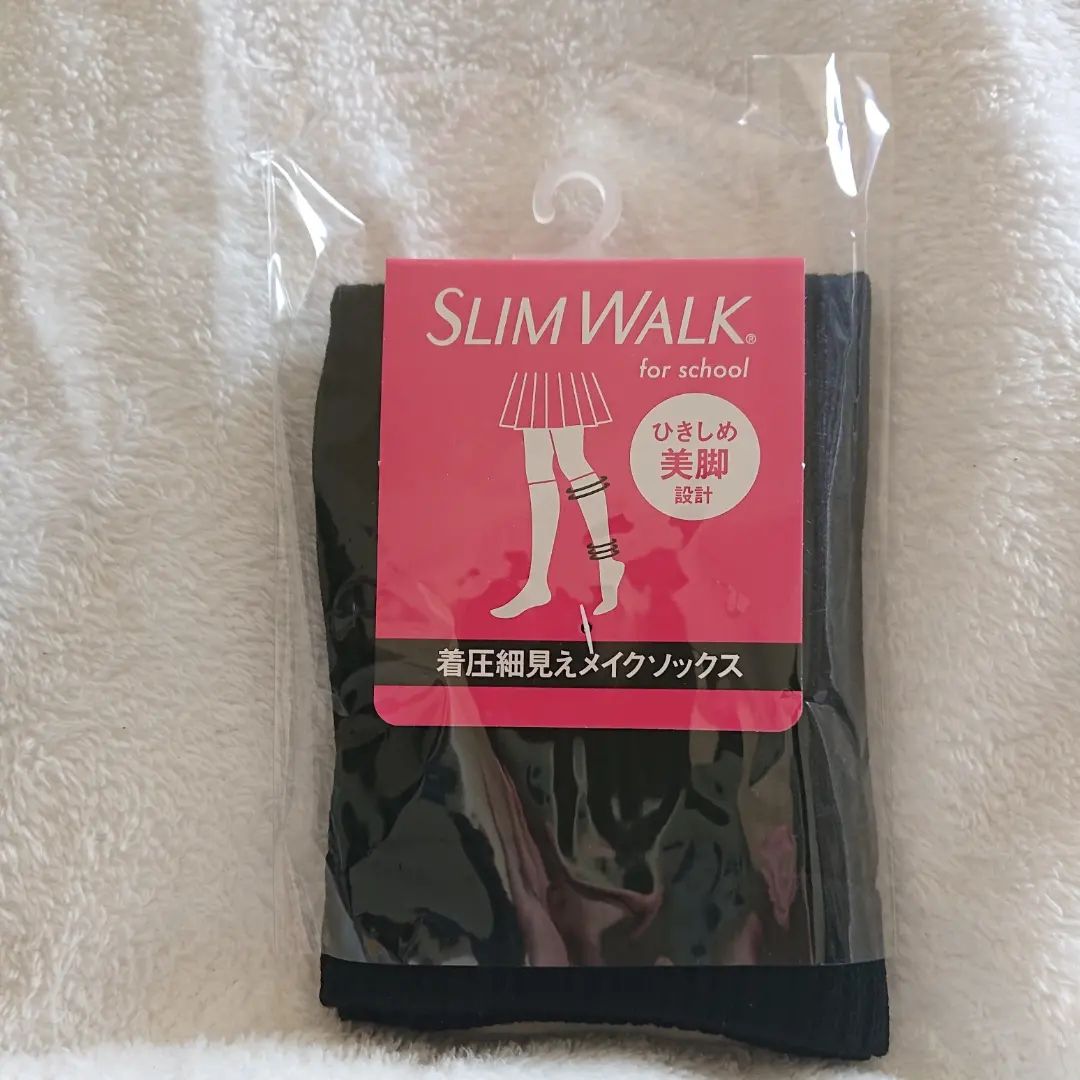 SLIM WALK®
for school
ひきしめ
美脚
設計
着圧細見えメイクソックス